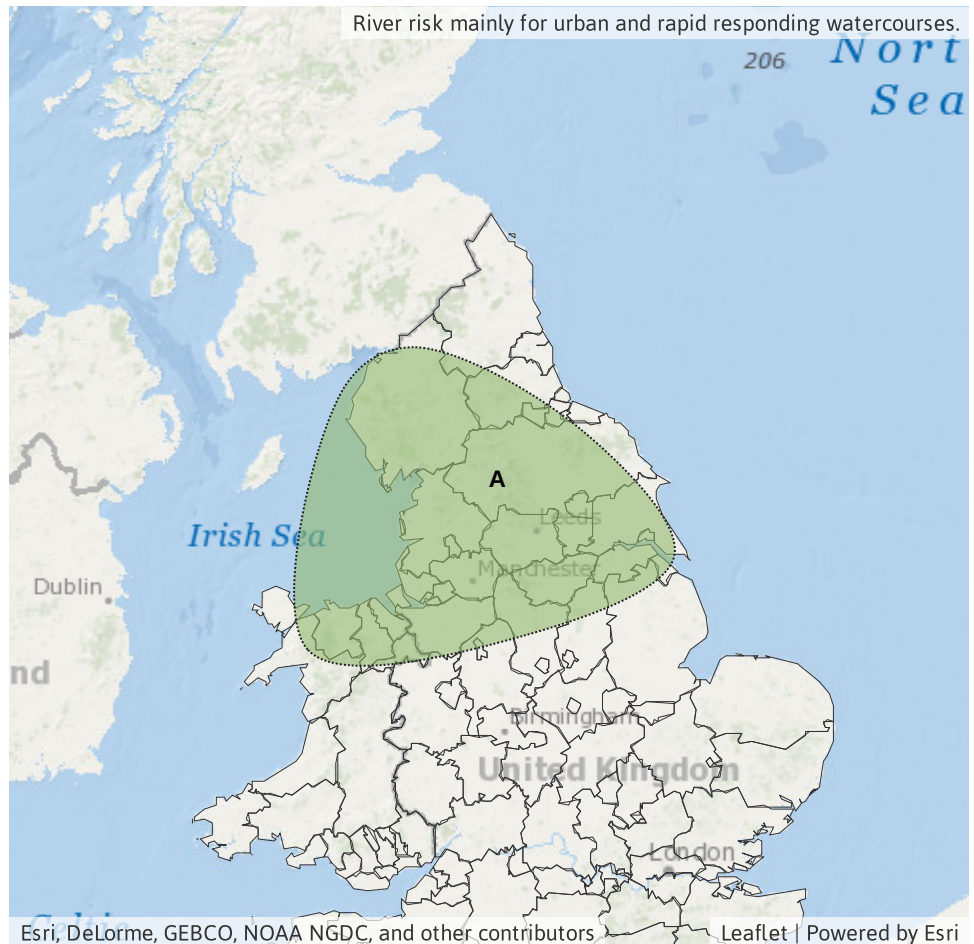 River risk mainly for urban and rapid responding watercourses.
206
Nort
Sea
A
Leeds
Irish Sea
Manchester
Dublin
nd
Birmingham
United Kingdom
London
Celtic
Esri, DeLorme, GEBCO, NOAA NGDC, and other contributors
Leaflet | Powered by Esri